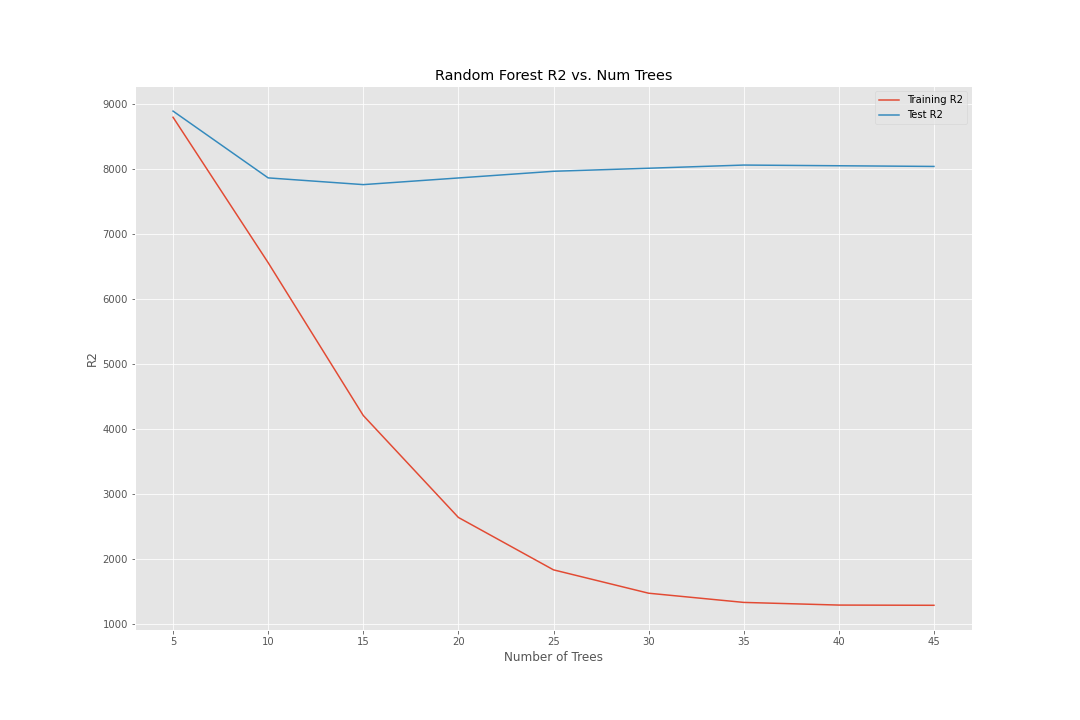 Random Forest R2 vs. Num Trees
Training R2
Test R2
9000
8000
7000
6000
5000
4000
3000
2000
1000
R2
5 10 15 20 25 30 35 40 45
Number of Trees